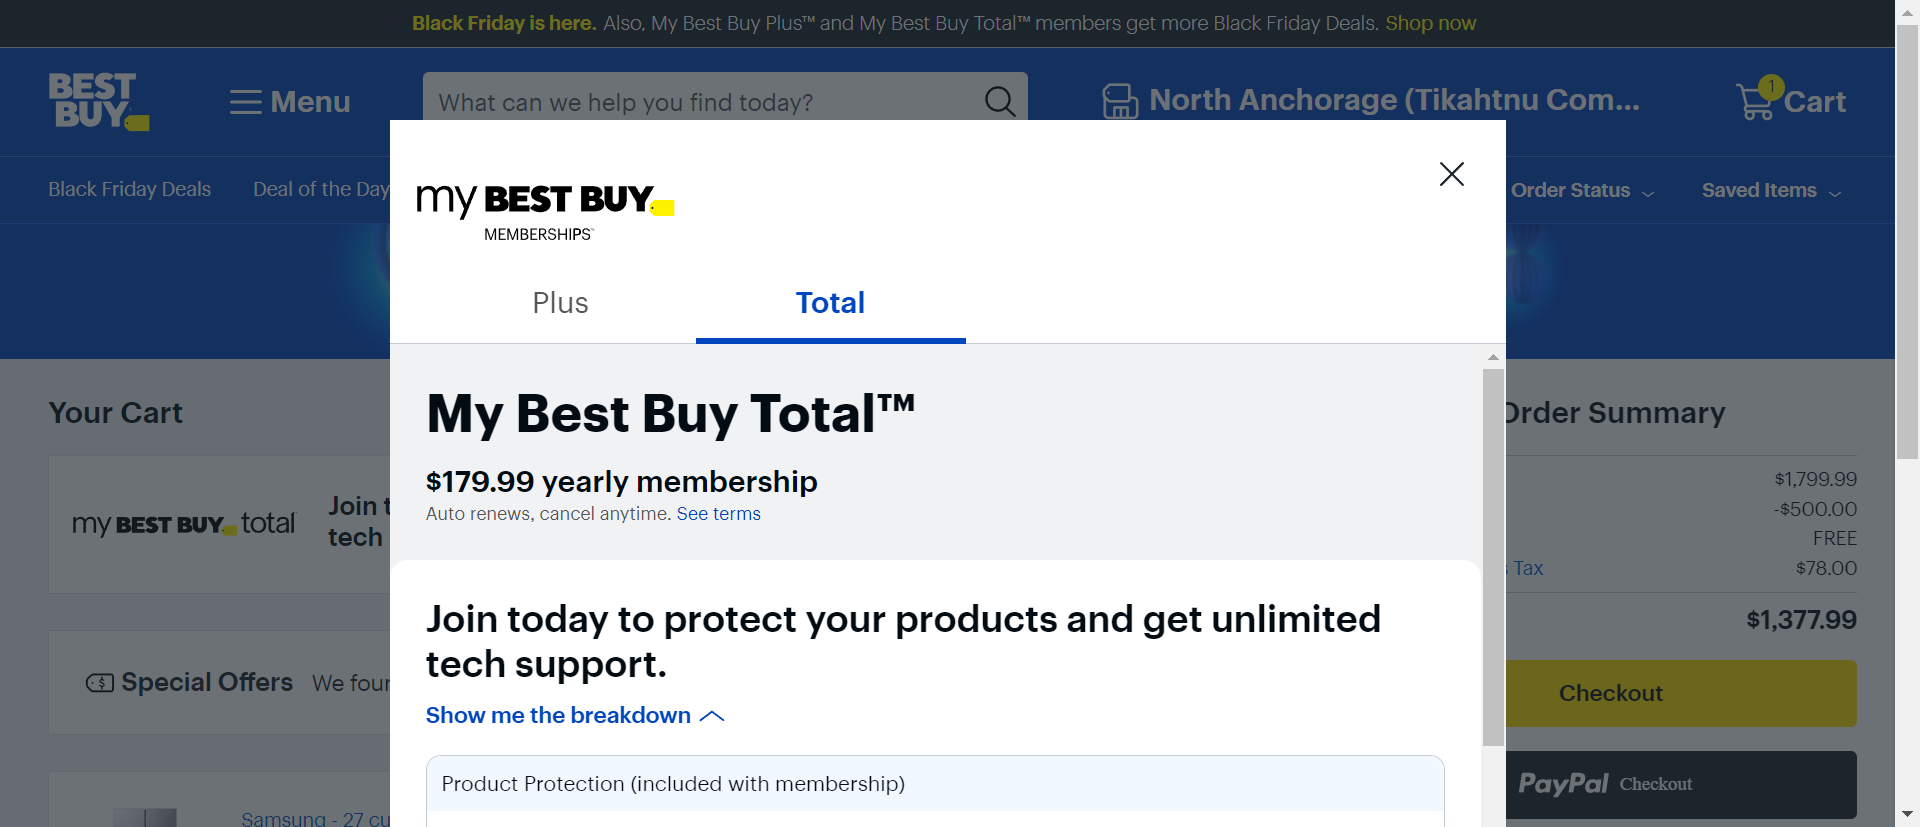 Black Friday is here. Also, My Best Buy Plus™ and My Best Buy Total™ members get more Black Friday Deals. Shop now
BEST BUY
Menu
What can we help you find today?
North Anchorage (Tikahtnu Com...
1
Cart
Black Friday Deals
Deal of the Day
Order Status
Saved Items
my BEST BUY
MEMBERSHIPS™
Plus
Total
My Best Buy Total™
$179.99 yearly membership
Auto renews, cancel anytime. See terms
Join today to protect your products and get unlimited
tech support.
Show me the breakdown
Product Protection (included with membership)
Your Cart
my BEST BUY total
Join t
tech
Special Offers
We four
Samsung - 27 cu
Order Summary
$1,799.99
-$500.00
FREE
Tax
$78.00
$1,377.99
Checkout
PayPal Checkout